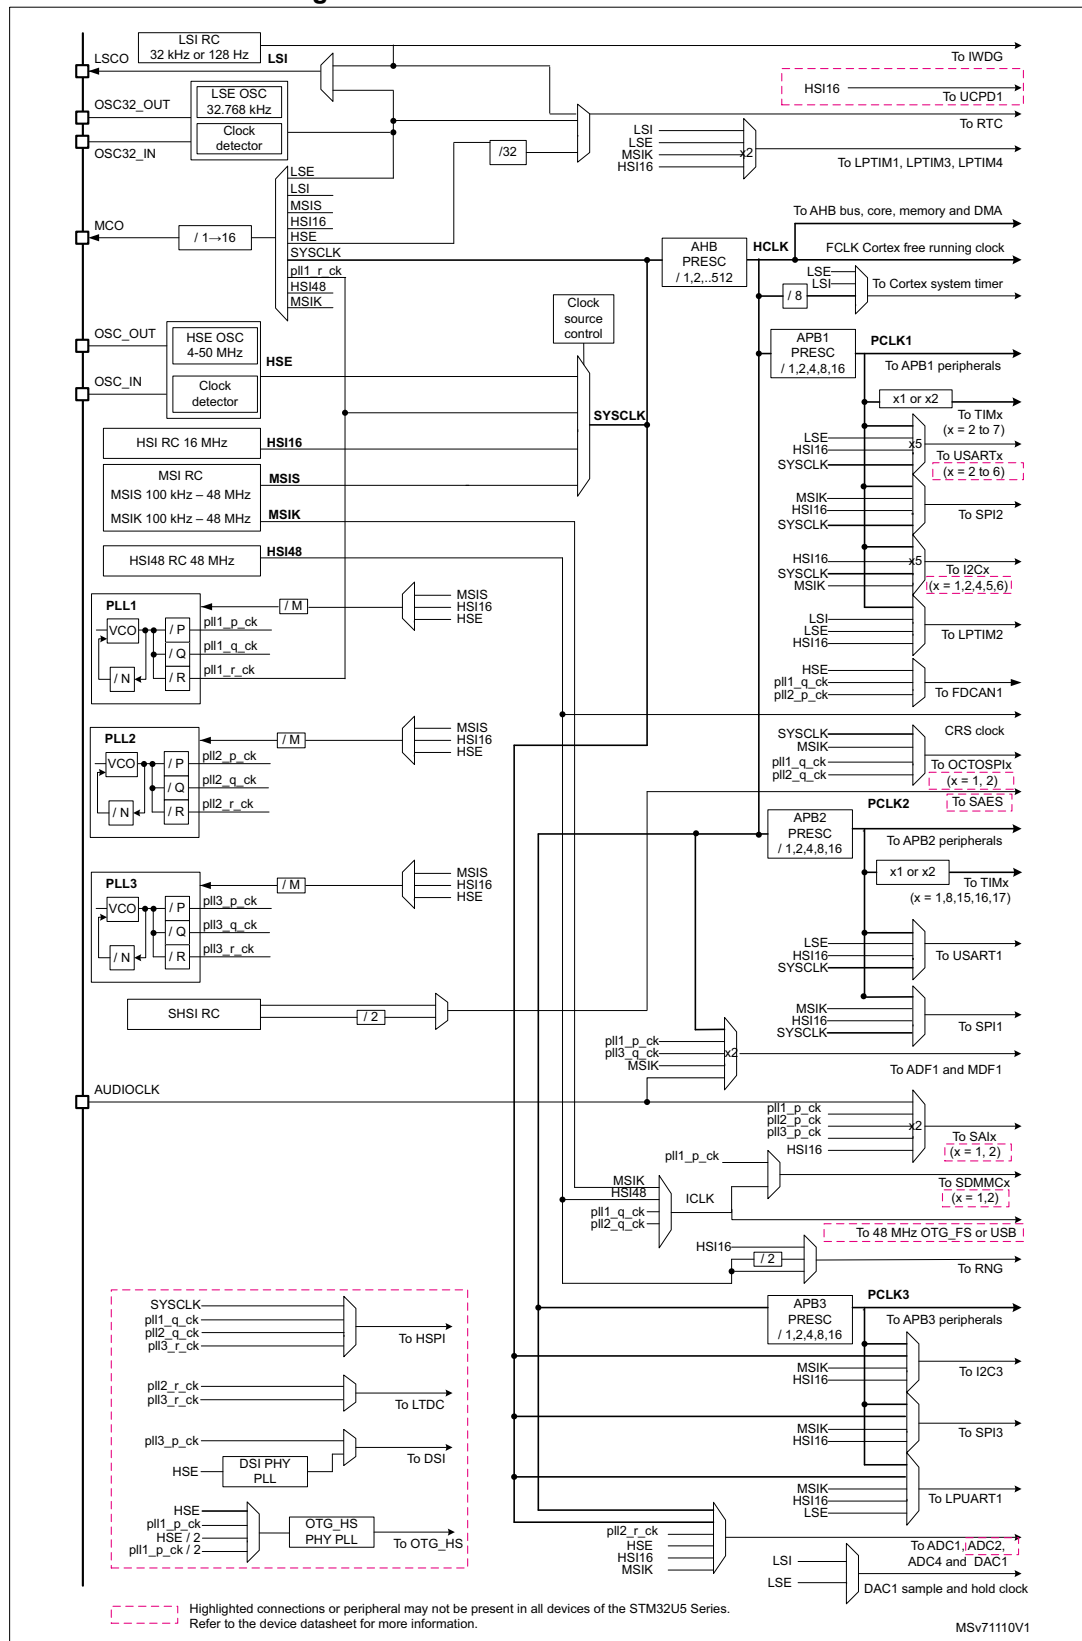 LSI RC
32 kHz or 128 Hz
LSCO
LSI
To IWDG
LSE OSC
32.768 kHz
OSC32_OUT
Clock
detector
OSC32_IN
HSI16
To UCPD1
To RTC
/32
LSI
LSE
MSIK
HSI16
x2
To LPTIM1, LPTIM3, LPTIM4
MCO
/ 1→16
LSE
LSI
MSIS
HSI16
HSE
SYSCLK
pll1_r_ck
HSI48
MSIK
AHB
PRESC
/ 1,2,..512
HCLK
To AHB bus, core, memory and DMA
FCLK Cortex free running clock
LSE
LSI
/ 8
To Cortex system timer
OSC_OUT
HSE OSC
4-50 MHz
HSE
OSC_IN
Clock
detector
Clock
source
control
SYSCLK
APB1
PRESC
/ 1,2,4,8,16
PCLK1
To APB1 peripherals
x1 or x2
To TIMx
(x = 2 to 7)
HSI RC 16 MHz
HSI16
MSI RC
MSIS 100 kHz – 48 MHz
MSIK 100 kHz – 48 MHz
MSIS
MSIK
HSI48 RC 48 MHz
HSI48
LSE
HSI16
SYSCLK
x5
To USARTx
(x = 2 to 6)
MSIK
HSI16
SYSCLK
To SPI2
HSI16
SYSCLK
MSIK
x5
To I2Cx
(x = 1,2,4,5,6)
LSI
LSE
HSI16
To LPTIM2
HSE
pll1_q_ck
pll2_p_ck
To FDCAN1
CRS clock
PLL1
VCO
/ N
/ P
/ Q
/ R
pll1_p_ck
pll1_q_ck
pll1_r_ck
/ M
MSIS
HSI16
HSE
PLL2
VCO
/ N
/ P
/ Q
/ R
pll2_p_ck
pll2_q_ck
pll2_r_ck
/ M
MSIS
HSI16
HSE
SYSCLK
MSIK
pll1_q_ck
pll2_q_ck
To OCTOSPIx
(x = 1, 2)
To SAES
APB2
PRESC
/ 1,2,4,8,16
PCLK2
To APB2 peripherals
x1 or x2
To TIMx
(x = 1,8,15,16,17)
PLL3
VCO
/ N
/ P
/ Q
/ R
pll3_p_ck
pll3_q_ck
pll3_r_ck
/ M
MSIS
HSI16
HSE
LSE
HSI16
SYSCLK
To USART1
SHSI RC
/ 2
MSIK
HSI16
SYSCLK
To SPI1
pll1_p_ck
pll3_q_ck
MSIK
x2
To ADF1 and MDF1
AUDIOCLK
pll1_p_ck
pll2_p_ck
pll3_p_ck
HSI16
x2
To SAIx
(x = 1, 2)
pll1_p_ck
To SDMMCx
(x = 1,2)
MSIK
HSI48
pll1_q_ck
pll2_q_ck
ICLK
To 48 MHz OTG_FS or USB
HSI16
/ 2
To RNG
APB3
PRESC
/ 1,2,4,8,16
PCLK3
To APB3 peripherals
MSIK
HSI16
To I2C3
MSIK
HSI16
To SPI3
MSIK
HSI16
LSE
To LPUART1
pll2_r_ck
HSE
HSI16
MSIK
To ADC1, ADC2,
ADC4 and DAC1
LSI
LSE
DAC1 sample and hold clock
SYSCLK
pll1_q_ck
pll2_q_ck
pll3_r_ck
To HSPI
pll2_r_ck
pll3_r_ck
To LTDC
pll3_p_ck
HSE
DSI PHY
PLL
To DSI
HSE
pll1_p_ck
HSE / 2
pll1_p_ck / 2
OTG_HS
PHY PLL
To OTG_HS
Highlighted connections or peripheral may not be present in all devices of the STM32U5 Series.
Refer to the device datasheet for more information.
MSv71110V1